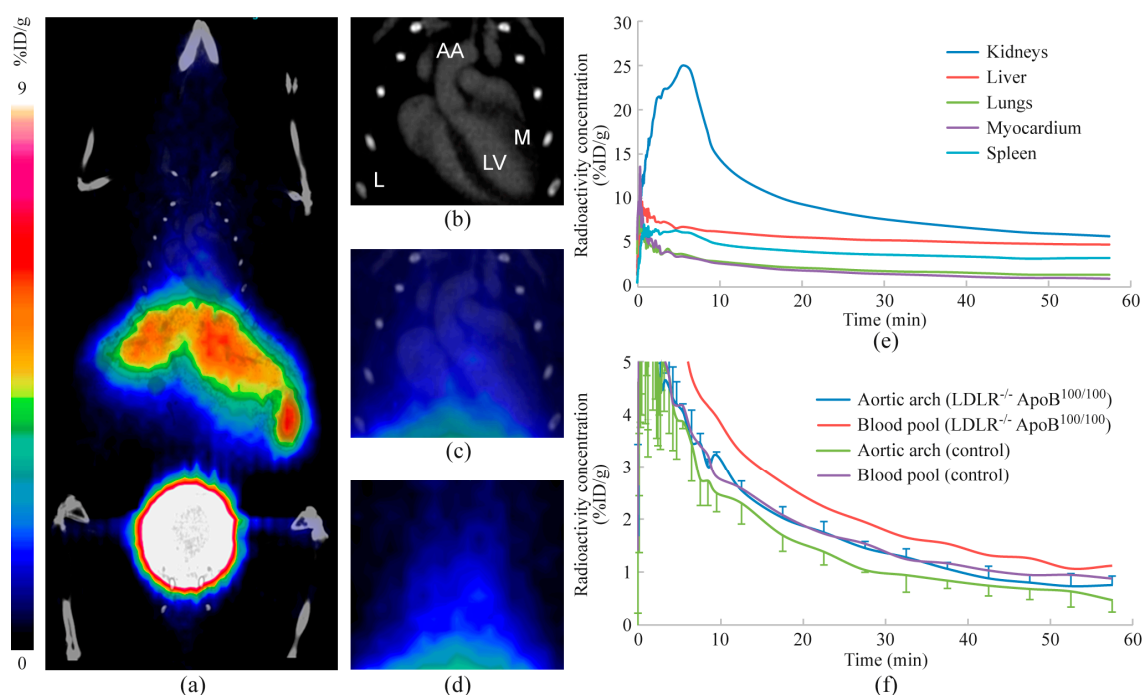 %ID/g
9
0
(a)
AA
M
LV
L
(b)
(c)
(d)
Radioactivity concentration
(%ID/g)
30
25
20
15
10
5
0
Kidneys
Liver
Lungs
Myocardium
Spleen
0 10 20 30 40 50 60
Time (min)
(e)
Radioactivity concentration
(%ID/g)
5
4
3
2
1
0
Aortic arch (LDLR⁻/⁻ ApoB¹⁰⁰/¹⁰⁰)
Blood pool (LDLR⁻/⁻ ApoB¹⁰⁰/¹⁰⁰)
Aortic arch (control)
Blood pool (control)
0 10 20 30 40 50 60
Time (min)
(f)